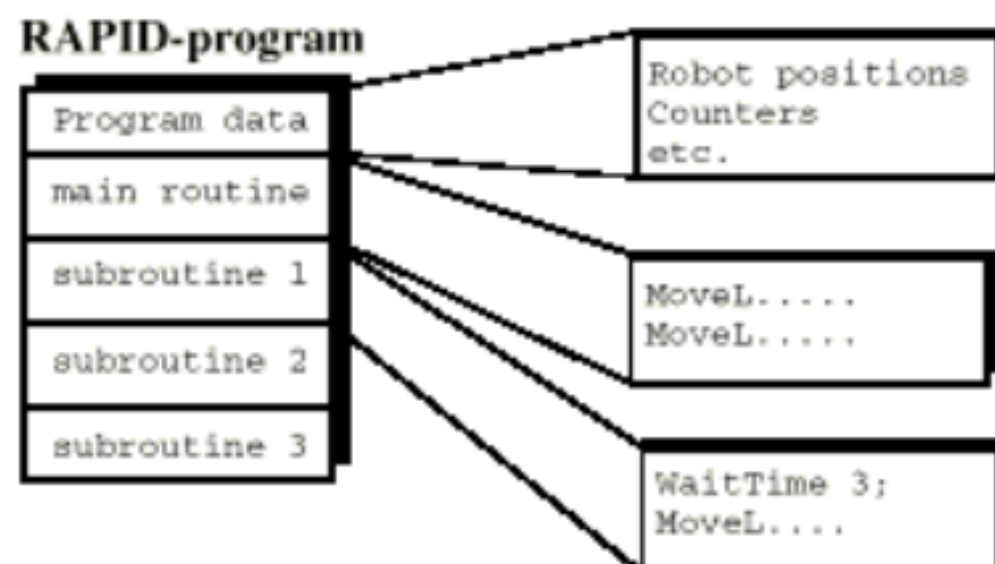 RAPID-program
Program data
main routine
subroutine 1
subroutine 2
subroutine 3
Robot positions
Counters
etc.
MoveL.....
MoveL.....
WaitTime 3;
MoveL....